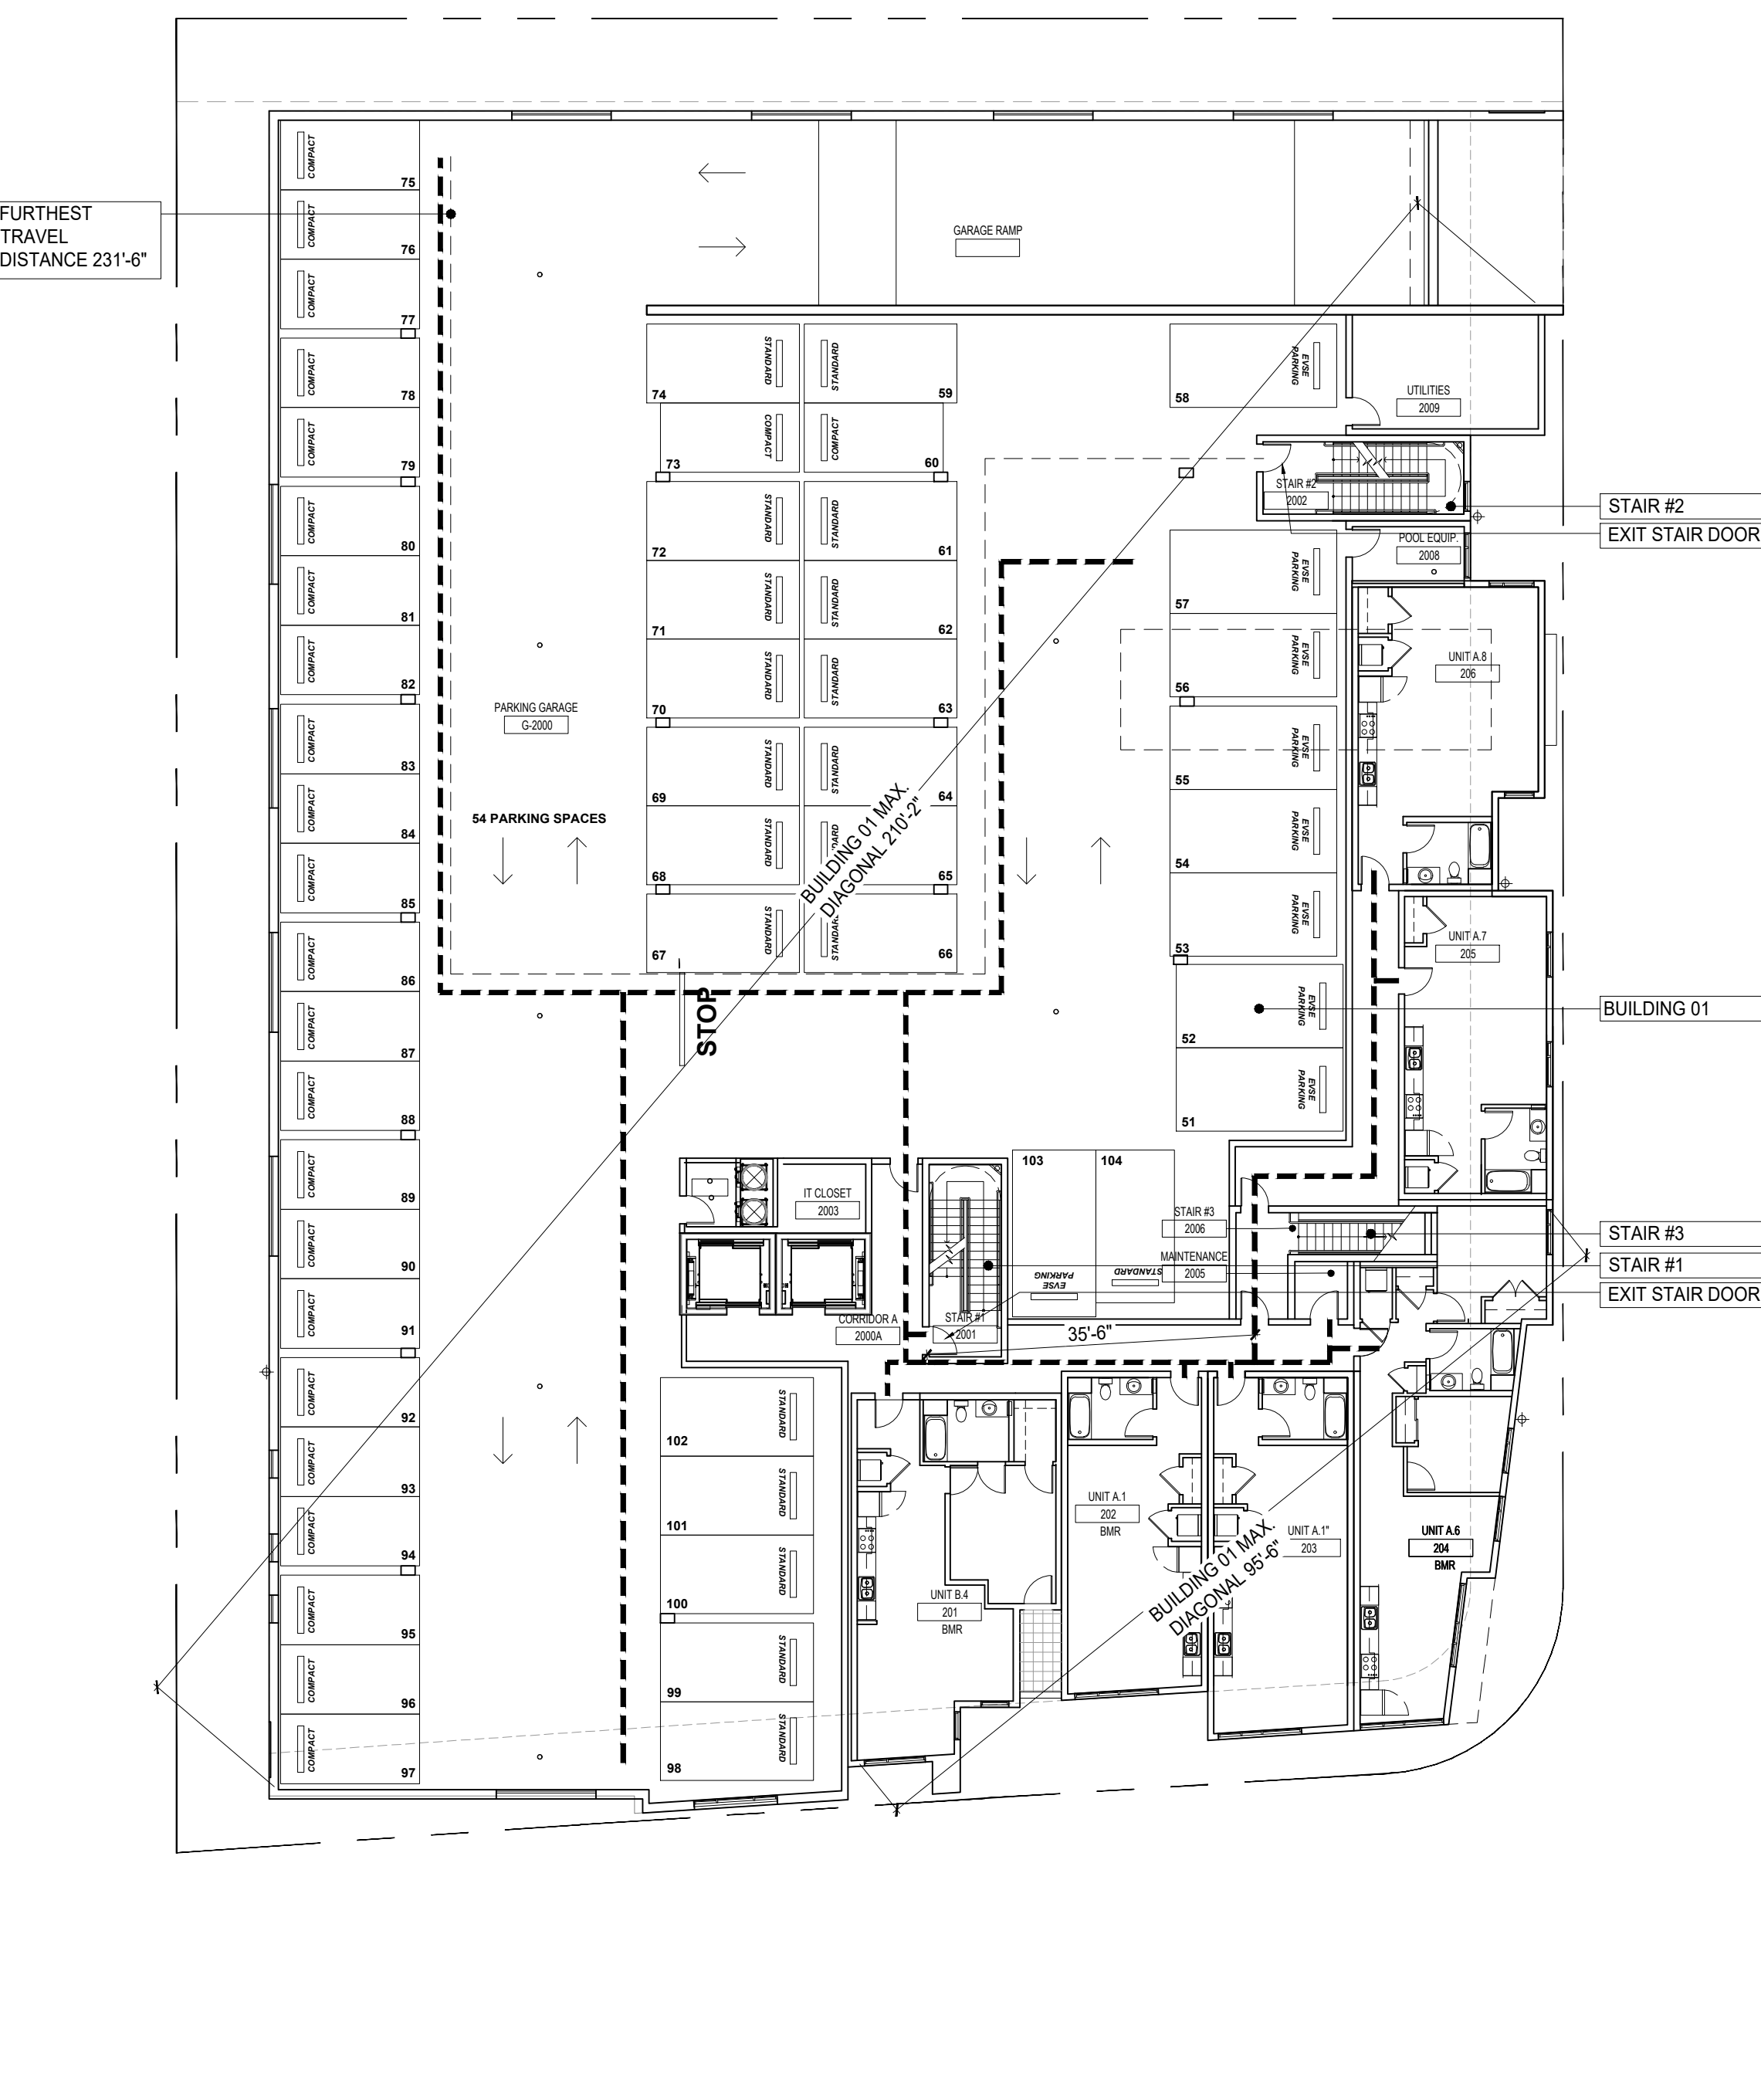 FURTHEST
TRAVEL
DISTANCE 231'-6"
COMPACT
75
COMPACT
76
COMPACT
77
COMPACT
78
COMPACT
79
COMPACT
80
COMPACT
81
COMPACT
82
COMPACT
83
COMPACT
84
COMPACT
85
COMPACT
86
COMPACT
87
COMPACT
88
COMPACT
89
COMPACT
90
COMPACT
91
COMPACT
92
COMPACT
93
COMPACT
94
COMPACT
95
COMPACT
96
COMPACT
97
PARKING GARAGE
G-2000
54 PARKING SPACES
GARAGE RAMP
STANDARD
74
COMPACT
73
STANDARD
72
STANDARD
71
STANDARD
70
STANDARD
69
STANDARD
68
STANDARD
67
STANDARD
59
COMPACT
60
STANDARD
61
STANDARD
62
STANDARD
63
STANDARD
64
65
66
BUILDING 01 MAX.
DIAGONAL 210'-2"
STOP
EVSE
PARKING
58
EVSE
PARKING
57
EVSE
PARKING
56
EVSE
PARKING
55
EVSE
PARKING
54
EVSE
PARKING
53
EVSE
PARKING
52
EVSE
PARKING
51
UTILITIES
2009
STAIR #2
2002
POOL EQUIP.
2008
UNIT A.8
206
UNIT A.7
205
STAIR #2
EXIT STAIR DOOR
BUILDING 01
STAIR #3
STAIR #1
EXIT STAIR DOOR
IT CLOSET
2003
103
104
EVSE
PARKING
STANDARD
STAIR #3
2006
MAINTENANCE
2005
CORRIDOR A
2000A
STAIR #1
2001
35'-6"
STANDARD
102
STANDARD
101
STANDARD
100
STANDARD
99
STANDARD
98
UNIT B.4
201
BMR
UNIT A.1
202
BMR
UNIT A.1"
203
UNIT A.6
204
BMR
BUILDING 01 MAX.
DIAGONAL 95'-6"